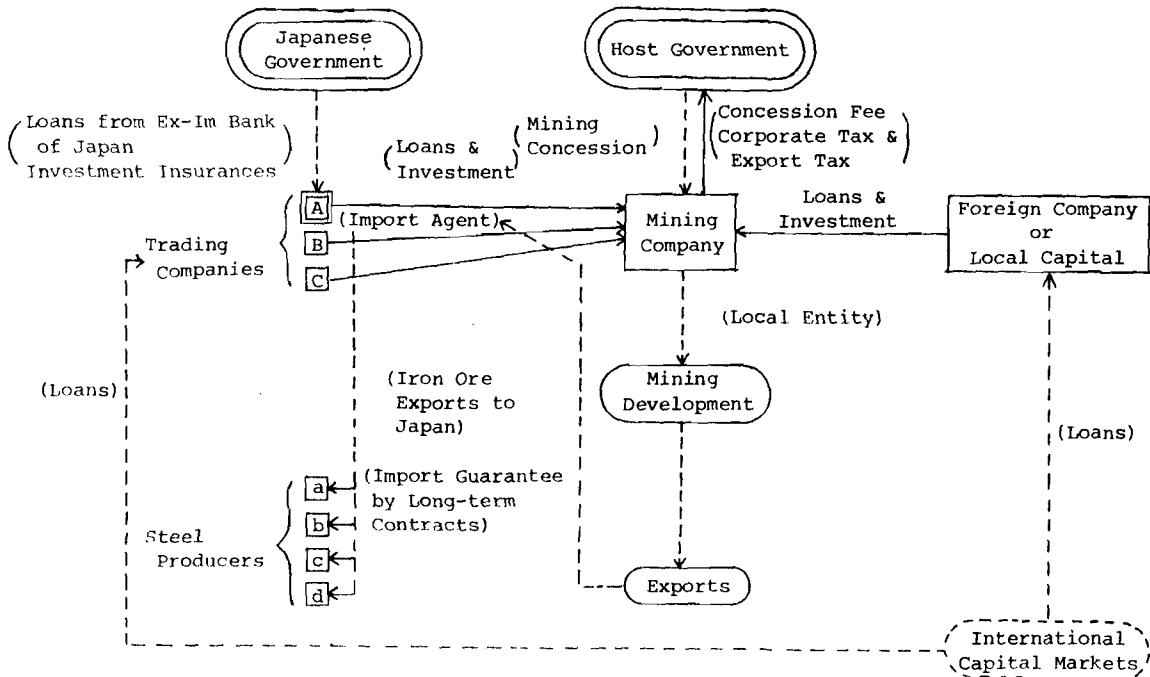 Japanese
Government
Host Government
(Loans from Ex-Im Bank
of Japan
Investment Insurances)
(Loans &
Investment)
(Mining
Concession)
(Concession Fee
Corporate Tax &
Export Tax)
A
(Import Agent)
B
C
Trading
Companies
Mining
Company
Loans &
Investment
Foreign Company
or
Local Capital
(Local Entity)
(Loans)
(Iron Ore
Exports to
Japan)
Mining
Development
(Loans)
(Import Guarantee
by Long-term
Contracts)
Steel
Producers
a
b
c
d
Exports
International
Capital Markets